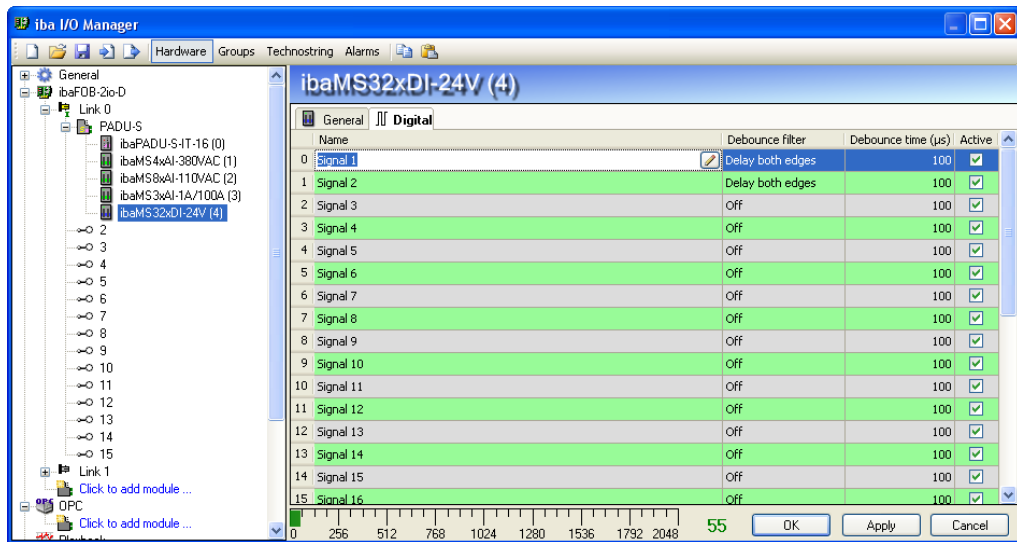 iba I/O Manager
Hardware Groups Technostring Alarms
General
ibaFOB-2io-D
Link 0
PADU-S
ibaPADU-S-IT-16 (0)
ibaMS4xAI-380VAC (1)
ibaMS8xAI-110VAC (2)
ibaMS3xAI-1A/100A (3)
ibaMS32xDI-24V (4)
2
3
4
5
6
7
8
9
10
11
12
13
14
15
Link 1
Click to add module ...
OPC
Click to add module ...
ibaMS32xDI-24V (4)
General Digital
Name Debounce filter Debounce time (µs) Active
0 Signal 1 Delay both edges 100
1 Signal 2 Delay both edges 100
2 Signal 3 Off 100
3 Signal 4 Off 100
4 Signal 5 Off 100
5 Signal 6 Off 100
6 Signal 7 Off 100
7 Signal 8 Off 100
8 Signal 9 Off 100
9 Signal 10 Off 100
10 Signal 11 Off 100
11 Signal 12 Off 100
12 Signal 13 Off 100
13 Signal 14 Off 100
14 Signal 15 Off 100
15 Signal 16 Off 100
0 256 512 768 1024 1280 1536 1792 2048 55 OK Apply Cancel